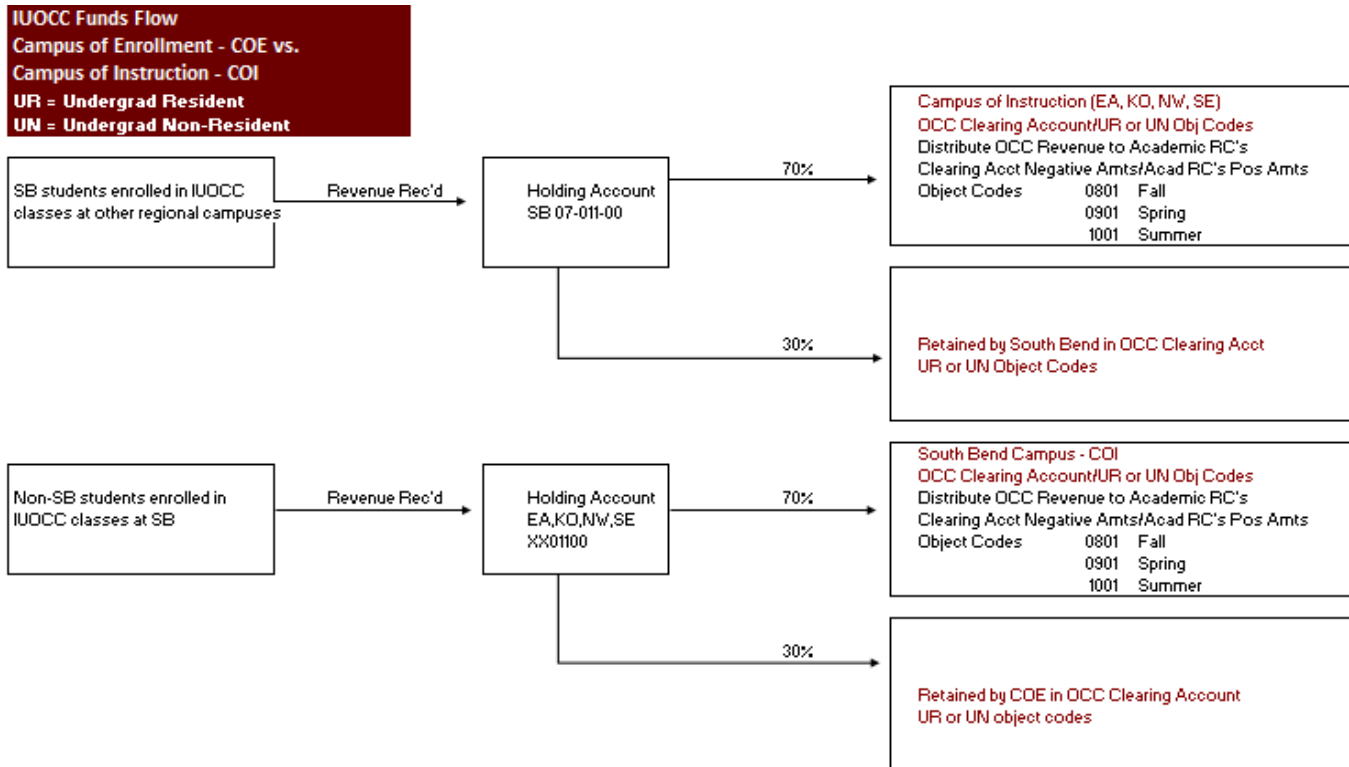 IUOCC Funds Flow
Campus of Enrollment - COE vs.
Campus of Instruction - COI
UR = Undergrad Resident
UN = Undergrad Non-Resident
SB students enrolled in IUOCC
classes at other regional campuses
Revenue Rec'd
Holding Account
SB 07-011-00
70%
Campus of Instruction (EA, KO, NW, SE)
OCC Clearing Account/UR or UN Obj Codes
Distribute OCC Revenue to Academic RC's
Clearing Acct Negative Amts/Acad RC's Pos Amts
Object Codes 0801 Fall
0901 Spring
1001 Summer
30%
Retained by South Bend in OCC Clearing Acct
UR or UN Object Codes
Non-SB students enrolled in
IUOCC classes at SB
Revenue Rec'd
Holding Account
EA,KO,NW,SE
XX01100
70%
South Bend Campus - COI
OCC Clearing Account/UR or UN Obj Codes
Distribute OCC Revenue to Academic RC's
Clearing Acct Negative Amts/Acad RC's Pos Amts
Object Codes 0801 Fall
0901 Spring
1001 Summer
30%
Retained by COE in OCC Clearing Account
UR or UN object codes